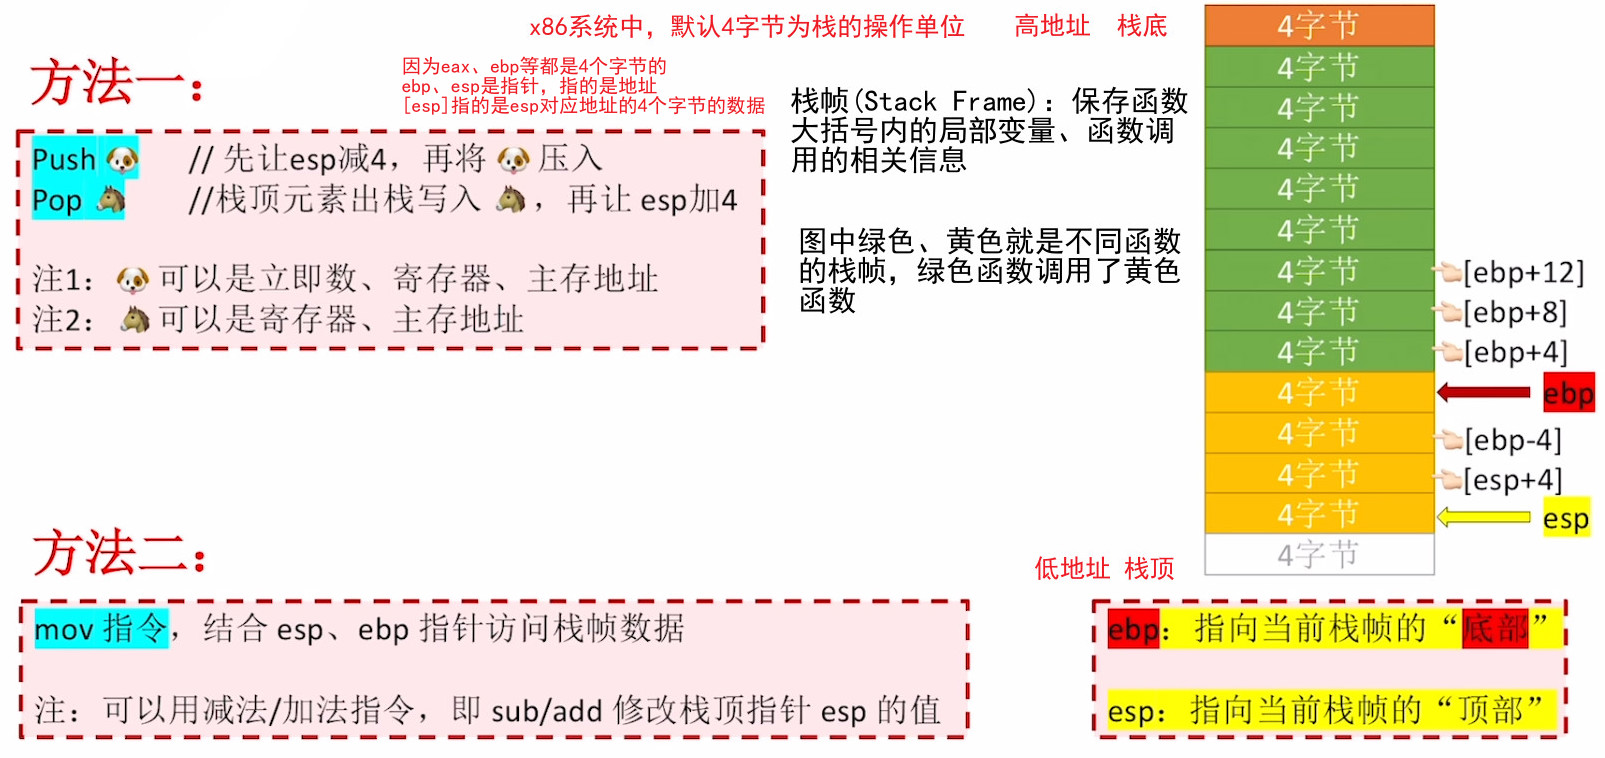 x86系统中，默认4字节为栈的操作单位
高地址 栈底
方法一：
因为eax、ebp等都是4个字节的
ebp、esp是指针，指的是地址
[esp]指的是esp对应地址的4个字节的数据
Push 🐶 // 先让esp减4，再将 🐶 压入
Pop 🐴 //栈顶元素出栈写入 🐴，再让 esp加4
注1：🐶 可以是立即数、寄存器、主存地址
注2：🐴 可以是寄存器、主存地址
栈帧(Stack Frame)：保存函数
大括号内的局部变量、函数调
用的相关信息
图中绿色、黄色就是不同函数
的栈帧，绿色函数调用了黄色
函数
4字节
4字节
4字节
4字节
4字节
4字节
4字节 [ebp+12]
4字节 [ebp+8]
4字节 [ebp+4]
4字节 ebp
4字节 [ebp-4]
4字节 [esp+4]
4字节 esp
4字节
低地址 栈顶
方法二：
mov 指令，结合 esp、ebp 指针访问栈帧数据
注：可以用减法/加法指令，即 sub/add 修改栈顶指针 esp 的值
ebp：指向当前栈帧的“底部”
esp：指向当前栈帧的“顶部”